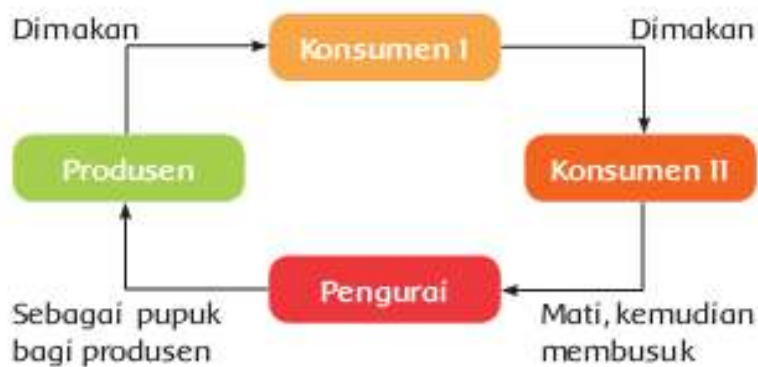 Dimakan
Konsumen I
Dimakan
Produsen
Konsumen II
Pengurai
Sebagai pupuk
bagi produsen
Mati, kemudian
membusuk